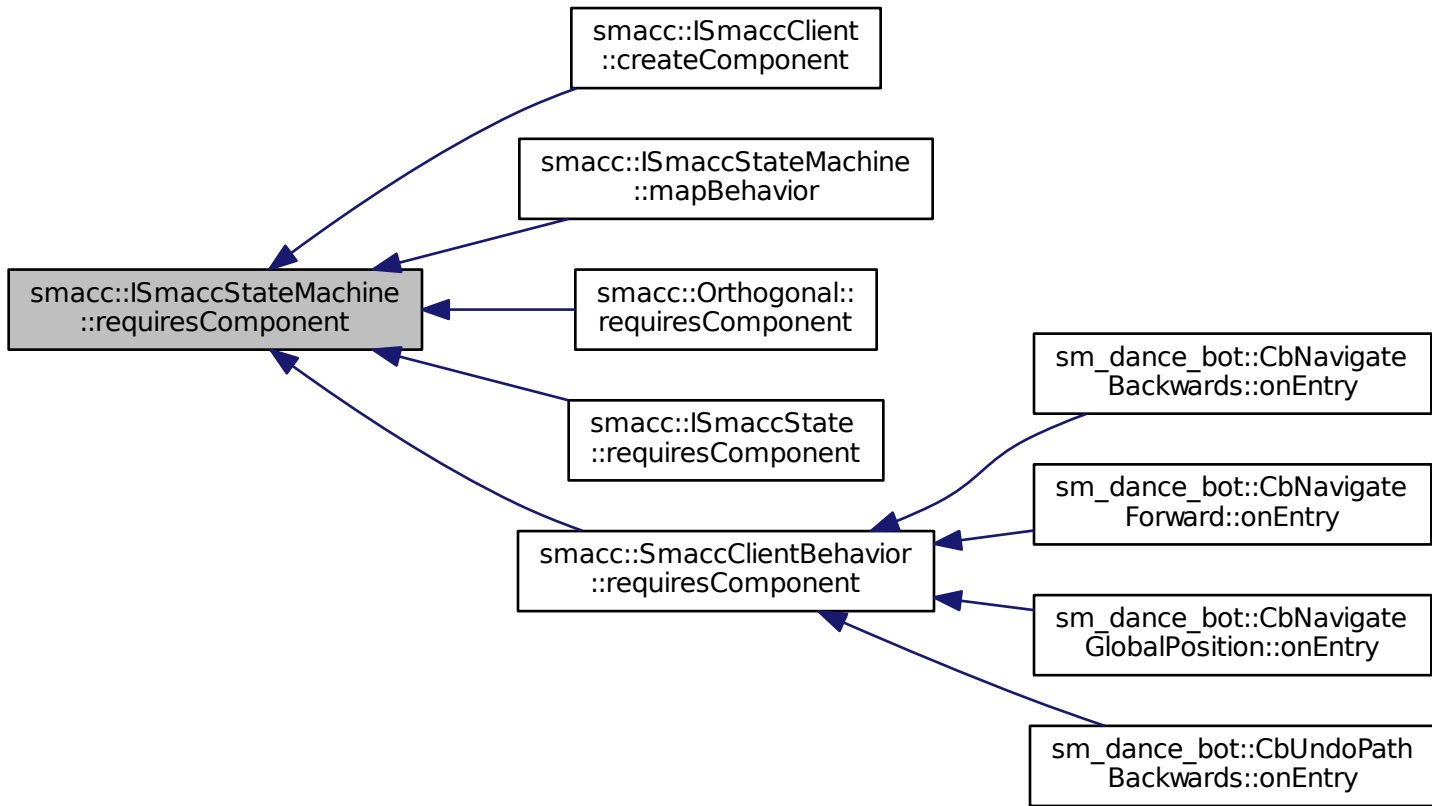 smacc::ISmaccClient
::createComponent
smacc::ISmaccStateMachine
::mapBehavior
smacc::ISmaccStateMachine
::requiresComponent
smacc::Orthogonal::
requiresComponent
smacc::ISmaccState
::requiresComponent
smacc::SmaccClientBehavior
::requiresComponent
sm_dance_bot::CbNavigate
Backwards::onEntry
sm_dance_bot::CbNavigate
Forward::onEntry
sm_dance_bot::CbNavigate
GlobalPosition::onEntry
sm_dance_bot::CbUndoPath
Backwards::onEntry